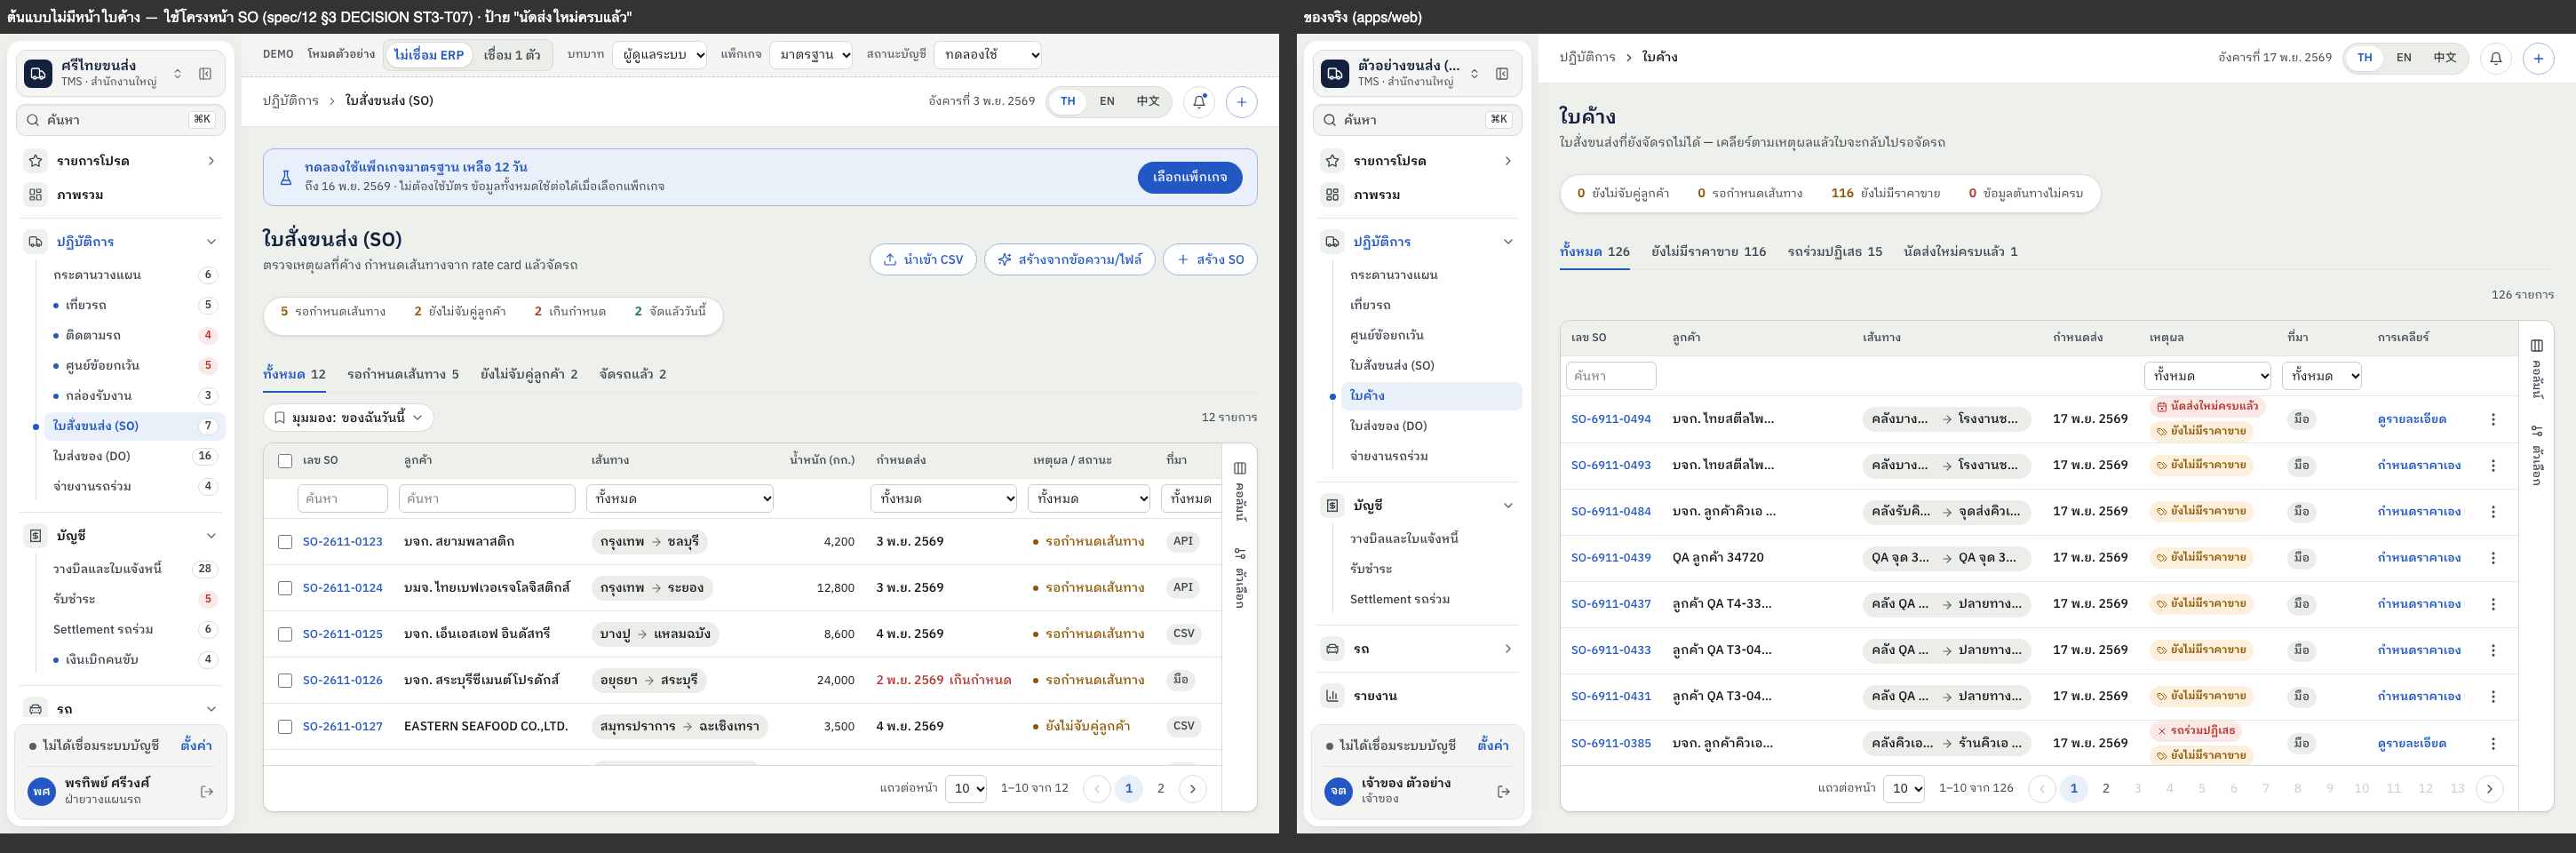 ต้นแบบไม่มีหน้าใบค้าง — ใช้โครงหน้า SO (spec/12 §3 DECISION ST3-T07) · ป้าย "นัดส่งใหม่ครบแล้ว"
ศรีไทยขนส่ง
TMS · สำนักงานใหญ่
ค้นหา ⌘K
รายการโปรด
ภาพรวม
ปฏิบัติการ
กระดานวางแผน 6
เที่ยวรถ 5
ติดตามรถ 4
ศูนย์ข้อยกเว้น 5
กล่องรับงาน 3
ใบสั่งขนส่ง (SO) 7
ใบส่งของ (DO) 16
จ่ายงานรถร่วม 4
บัญชี
วางบิลและใบแจ้งหนี้ 28
รับชำระ 5
Settlement รถร่วม 6
เงินเบิกคนขับ 4
รถ
ไม่ได้เชื่อมระบบบัญชี ตั้งค่า
พศ พรทิพย์ ศรีวงศ์
ฝ่ายวางแผนรถ
DEMO โหมดตัวอย่าง ไม่เชื่อม ERP เชื่อม 1 ตัว บทบาท ผู้ดูแลระบบ แพ็กเกจ มาตรฐาน สถานะบัญชี ทดลองใช้
ปฏิบัติการ › ใบสั่งขนส่ง (SO) อังคารที่ 3 พ.ย. 2569 TH EN 中文
ทดลองใช้แพ็กเกจมาตรฐาน เหลือ 12 วัน
ถึง 16 พ.ย. 2569 · ไม่ต้องใช้บัตร ข้อมูลทั้งหมดใช้ต่อได้เมื่อเลือกแพ็กเกจ
เลือกแพ็กเกจ
ใบสั่งขนส่ง (SO)
ตรวจเหตุผลที่ค้าง กำหนดเส้นทางจาก rate card แล้วจัดรถ
นำเข้า CSV สร้างจากข้อความ/ไฟล์ สร้าง SO
5 รอกำหนดเส้นทาง 2 ยังไม่จับคู่ลูกค้า 2 เกินกำหนด 2 จัดแล้ววันนี้
ทั้งหมด 12 รอกำหนดเส้นทาง 5 ยังไม่จับคู่ลูกค้า 2 จัดรถแล้ว 2
มุมมอง: ของฉันวันนี้ 12 รายการ
เลข SO ลูกค้า เส้นทาง น้ำหนัก (กก.) กำหนดส่ง เหตุผล / สถานะ ที่มา
ค้นหา ค้นหา ทั้งหมด ทั้งหมด ทั้งหมด ทั้งหมด
SO-2611-0123 บจก. สยามพลาสติก กรุงเทพ → ชลบุรี 4,200 3 พ.ย. 2569 รอกำหนดเส้นทาง API
SO-2611-0124 บมจ. ไทยเบฟเวอเรจโลจิสติกส์ กรุงเทพ → ระยอง 12,800 3 พ.ย. 2569 รอกำหนดเส้นทาง API
SO-2611-0125 บจก. เอ็นเอสเอฟ อินดัสทรี บางปู → แหลมฉบัง 8,600 4 พ.ย. 2569 รอกำหนดเส้นทาง CSV
SO-2611-0126 บจก. สระบุรีซีเมนต์โปรดักส์ อยุธยา → สระบุรี 24,000 2 พ.ย. 2569 เกินกำหนด รอกำหนดเส้นทาง มือ
SO-2611-0127 EASTERN SEAFOOD CO.,LTD. สมุทรปราการ → ฉะเชิงเทรา 3,500 4 พ.ย. 2569 ยังไม่จับคู่ลูกค้า CSV
แถวต่อหน้า 10 1–10 จาก 12 1 2
คอลัมน์
ตัวเลือก
ของจริง (apps/web)
ตัวอย่างขนส่ง (...
TMS · สำนักงานใหญ่
ค้นหา ⌘K
รายการโปรด
ภาพรวม
ปฏิบัติการ
กระดานวางแผน
เที่ยวรถ
ศูนย์ข้อยกเว้น
ใบสั่งขนส่ง (SO)
ใบค้าง
ใบส่งของ (DO)
จ่ายงานรถร่วม
บัญชี
วางบิลและใบแจ้งหนี้
รับชำระ
Settlement รถร่วม
รถ
รายงาน
ไม่ได้เชื่อมระบบบัญชี ตั้งค่า
จต เจ้าของ ตัวอย่าง
เจ้าของ
ปฏิบัติการ › ใบค้าง อังคารที่ 17 พ.ย. 2569 TH EN 中文
ใบค้าง
ใบสั่งขนส่งที่ยังจัดรถไม่ได้ — เคลียร์ตามเหตุผลแล้วใบจะกลับไปรอจัดรถ
0 ยังไม่จับคู่ลูกค้า 0 รอกำหนดเส้นทาง 116 ยังไม่มีราคาขาย 0 ข้อมูลต้นทางไม่ครบ
ทั้งหมด 126 ยังไม่มีราคาขาย 116 รถร่วมปฏิเสธ 15 นัดส่งใหม่ครบแล้ว 1
126 รายการ
เลข SO ลูกค้า เส้นทาง กำหนดส่ง เหตุผล ที่มา การเคลียร์
ค้นหา ทั้งหมด ทั้งหมด
SO-6911-0494 บจก. ไทยสตีลไพ... คลังบาง... → โรงงานช... 17 พ.ย. 2569 นัดส่งใหม่ครบแล้ว ยังไม่มีราคาขาย มือ ดูรายละเอียด
SO-6911-0493 บจก. ไทยสตีลไพ... คลังบาง... → โรงงานช... 17 พ.ย. 2569 ยังไม่มีราคาขาย มือ กำหนดราคาเอง
SO-6911-0484 บจก. ลูกค้าคิวเอ ... คลังรับคิ... → จุดส่งคิวเ... 17 พ.ย. 2569 ยังไม่มีราคาขาย มือ กำหนดราคาเอง
SO-6911-0439 QA ลูกค้า 34720 QA จุด 3... → QA จุด 3... 17 พ.ย. 2569 ยังไม่มีราคาขาย มือ กำหนดราคาเอง
SO-6911-0437 ลูกค้า QA T4-33... คลัง QA ... → ปลายทาง... 17 พ.ย. 2569 ยังไม่มีราคาขาย มือ กำหนดราคาเอง
SO-6911-0433 ลูกค้า QA T3-04... คลัง QA ... → ปลายทาง... 17 พ.ย. 2569 ยังไม่มีราคาขาย มือ กำหนดราคาเอง
SO-6911-0431 ลูกค้า QA T3-04... คลัง QA ... → ปลายทาง... 17 พ.ย. 2569 ยังไม่มีราคาขาย มือ กำหนดราคาเอง
SO-6911-0385 บจก. ลูกค้าคิวเอ... คลังคิวเอ... → ร้านคิวเอ ... 17 พ.ย. 2569 รถร่วมปฏิเสธ ยังไม่มีราคาขาย มือ ดูรายละเอียด
แถวต่อหน้า 10 1–10 จาก 126 1 2 3 4 5 6 7 8 9 10 11 12 13
คอลัมน์
ตัวเลือก